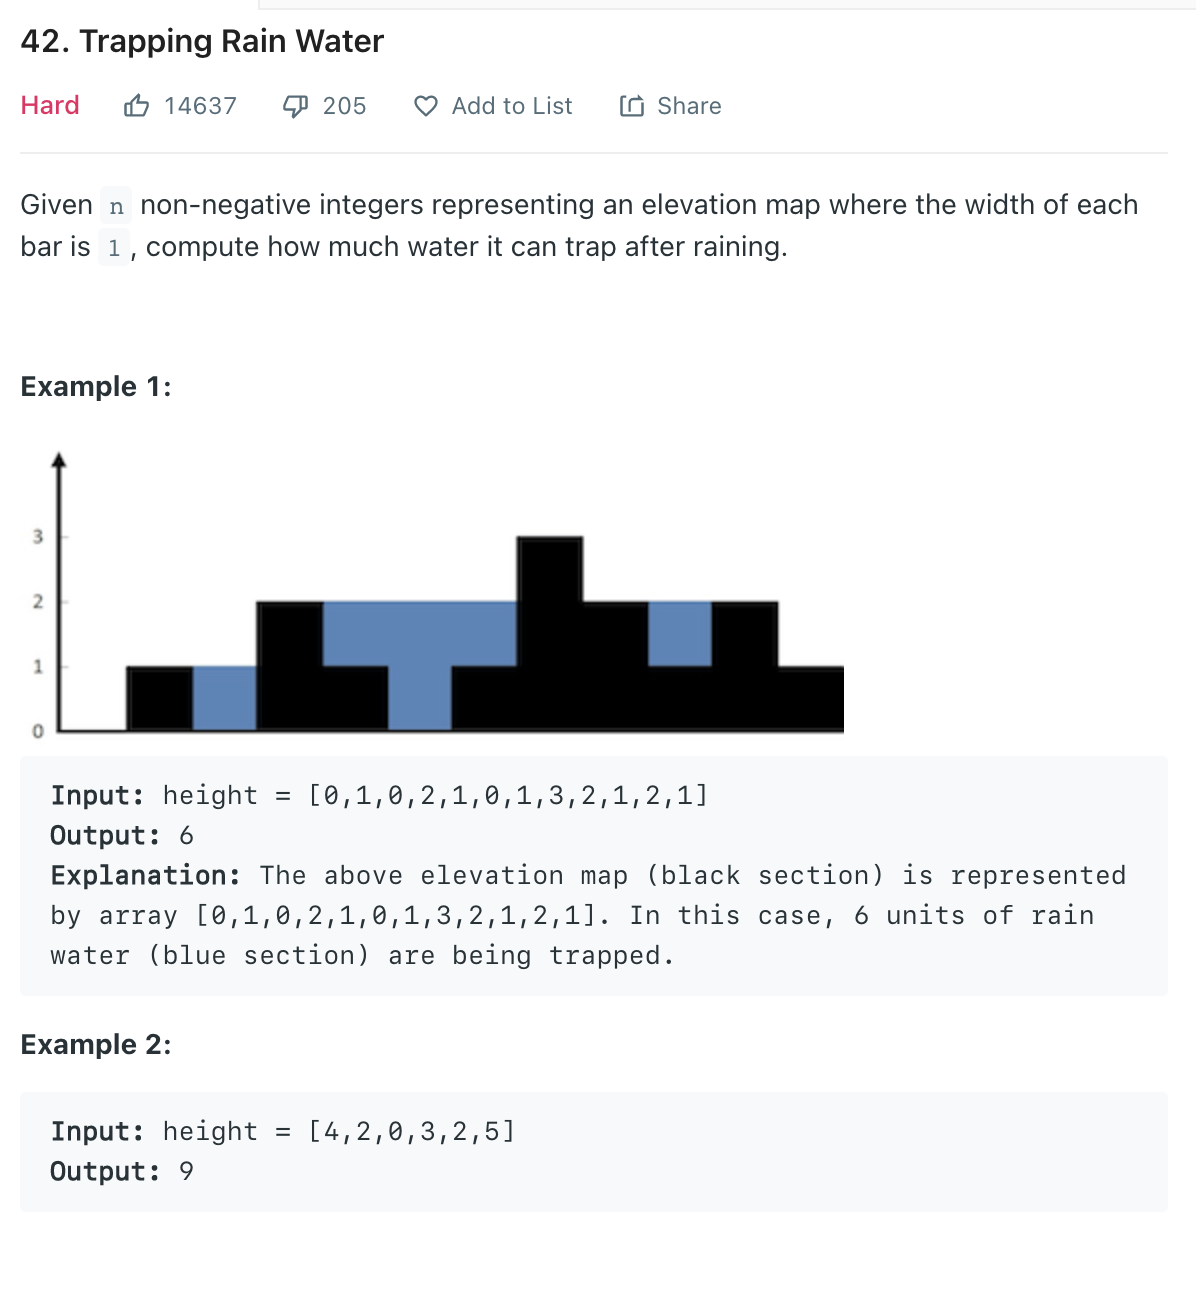 42. Trapping Rain Water
Hard 14637 205 Add to List Share
Given n non-negative integers representing an elevation map where the width of each
bar is 1, compute how much water it can trap after raining.
Example 1:
3
2
1
0
Input: height = [0,1,0,2,1,0,1,3,2,1,2,1]
Output: 6
Explanation: The above elevation map (black section) is represented
by array [0,1,0,2,1,0,1,3,2,1,2,1]. In this case, 6 units of rain
water (blue section) are being trapped.
Example 2:
Input: height = [4,2,0,3,2,5]
Output: 9